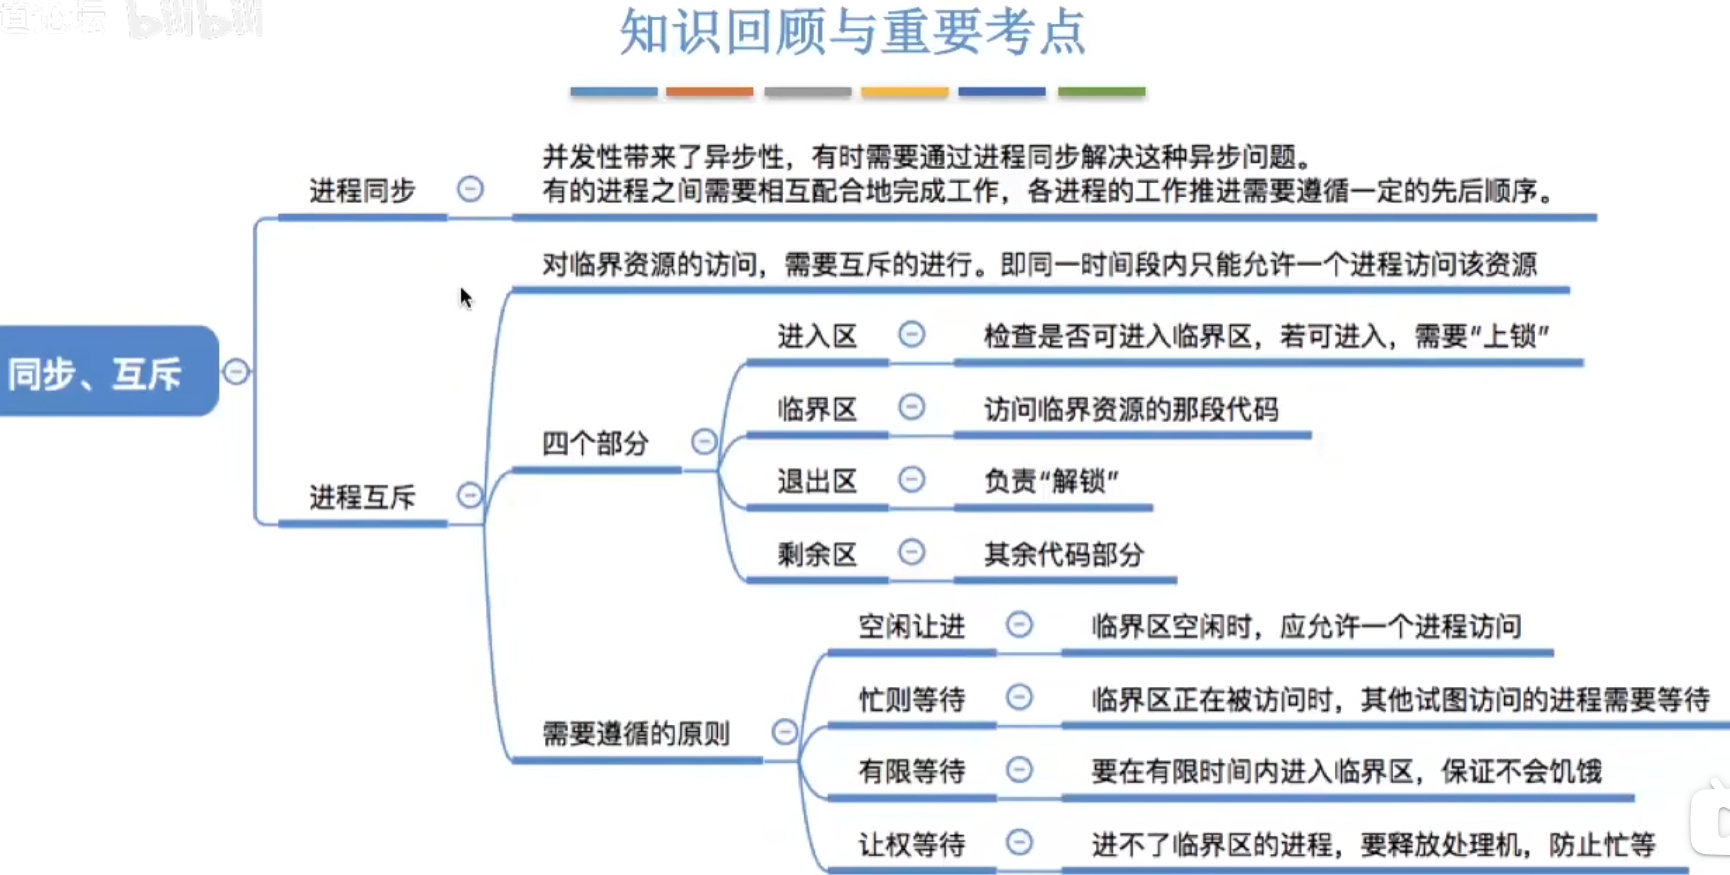 知识回顾与重要考点
并发性带来了异步性，有时需要通过进程同步解决这种异步问题。
进程同步
有的进程之间需要相互配合地完成工作，各进程的工作推进需要遵循一定的先后顺序。
对临界资源的访问，需要互斥的进行。即同一时间段内只能允许一个进程访问该资源
进入区
检查是否可进入临界区，若可进入，需要“上锁”
同步、互斥
临界区
访问临界资源的那段代码
四个部分
退出区
负责“解锁”
进程互斥
剩余区
其余代码部分
空闲让进
临界区空闲时，应允许一个进程访问
忙则等待
临界区正在被访问时，其他试图访问的进程需要等待
需要遵循的原则
有限等待
要在有限时间内进入临界区，保证不会饥饿
让权等待
进不了临界区的进程，要释放处理机，防止忙等